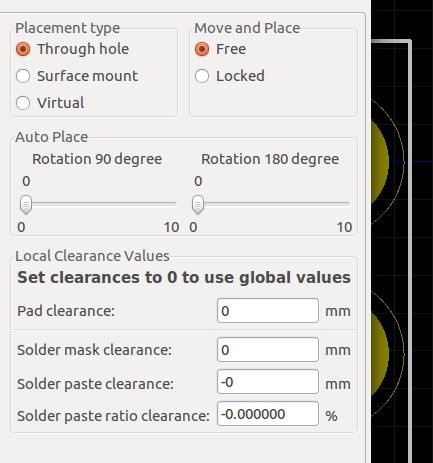 Placement type
Move and Place
Through hole
Free
Surface mount
Locked
Virtual
Auto Place
Rotation 90 degree
Rotation 180 degree
0
0
0
10
0
10
Local Clearance Values
Set clearances to 0 to use global values
Pad clearance:
0
mm
Solder mask clearance:
0
mm
Solder paste clearance:
-0
mm
Solder paste ratio clearance:
-0.000000
%